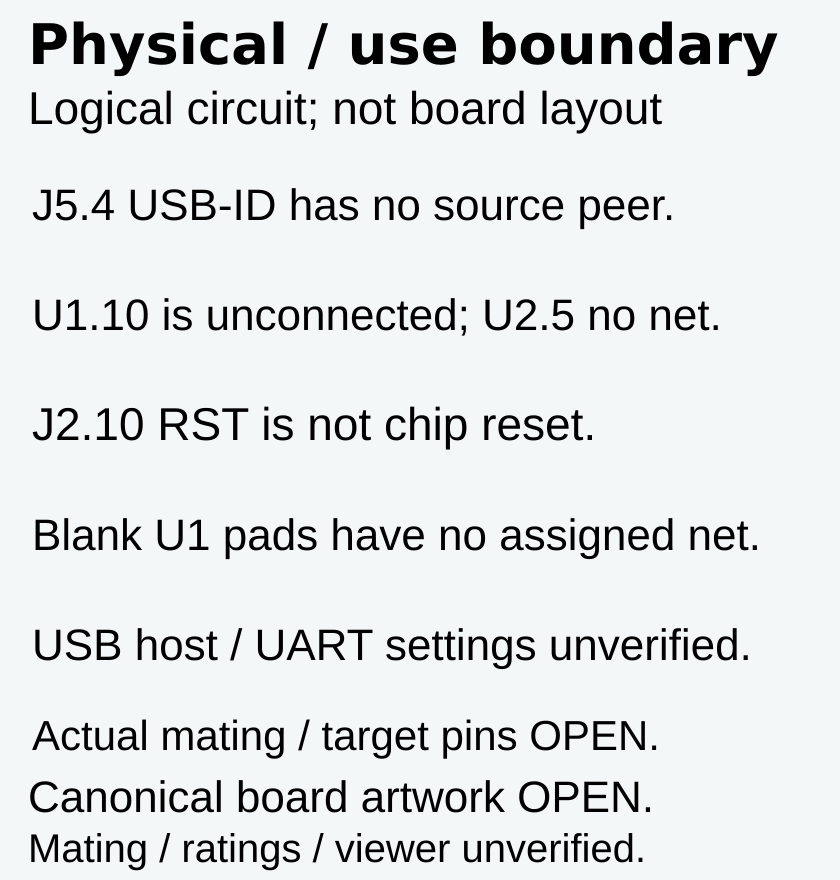 Physical / use boundary
Logical circuit; not board layout
J5.4 USB-ID has no source peer.
U1.10 is unconnected; U2.5 no net.
J2.10 RST is not chip reset.
Blank U1 pads have no assigned net.
USB host / UART settings unverified.
Actual mating / target pins OPEN.
Canonical board artwork OPEN.
Mating / ratings / viewer unverified.